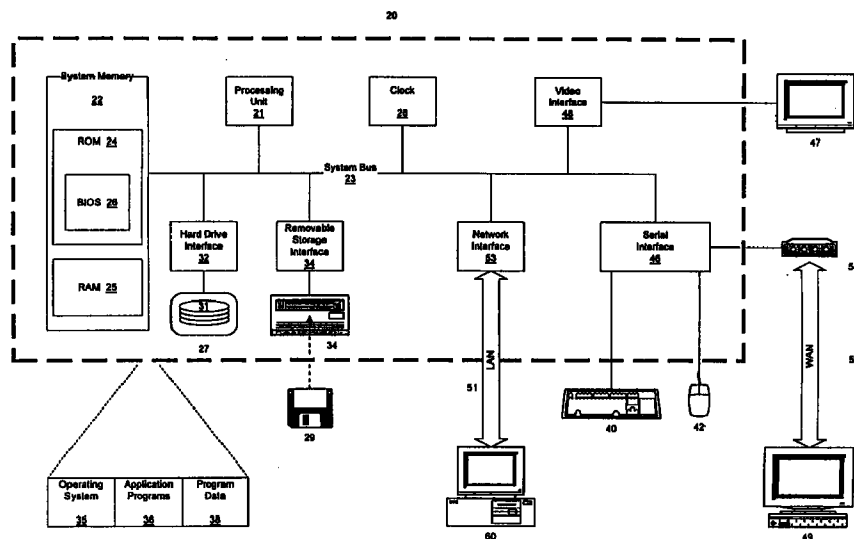 20
System Memory
22
ROM 24
BIOS 26
RAM 25
Processing
Unit
21
Clock
28
Video
Interface
48
47
System Bus
23
Hard Drive
Interface
32
Removable
Storage
Interface
34
Network
Interface
53
Serial
Interface
46
31
27
34
29
LAN
51
40
42
WAN
5
5
Operating
System
35
Application
Programs
36
Program
Data
38
60
49